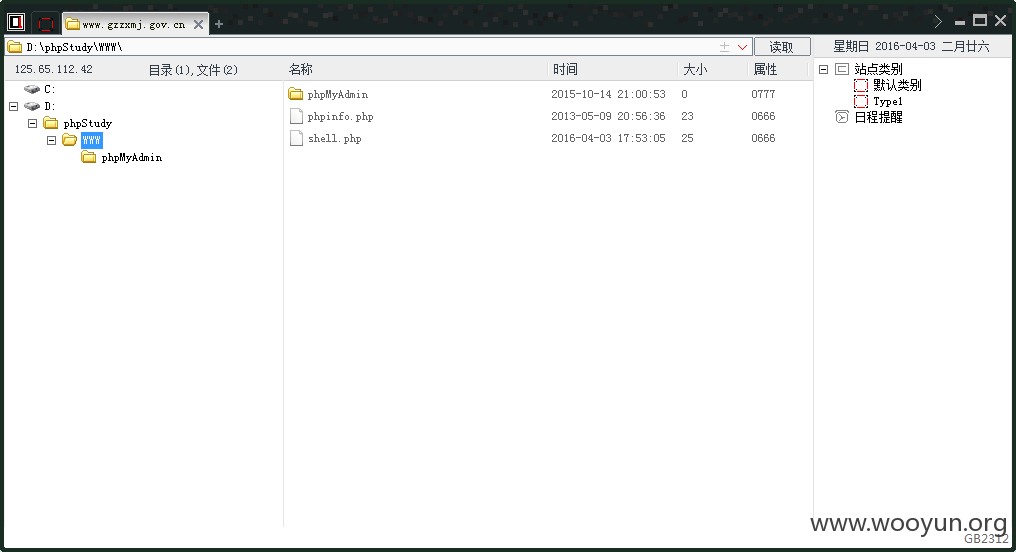 www.gzzxmj.gov.cn
D:\phpStudy\WWW\
读取
星期日 2016-04-03 二月廿六
125.65.112.42 目录(1),文件(2)
名称 时间 大小 属性
C:
D:
phpStudy
WWW
phpMyAdmin
phpMyAdmin 2015-10-14 21:00:53 0 0777
phpinfo.php 2013-05-09 20:56:36 23 0666
shell.php 2016-04-03 17:53:05 25 0666
站点类别
默认类别
Type1
日程提醒
www.wooyun.org
GB2312